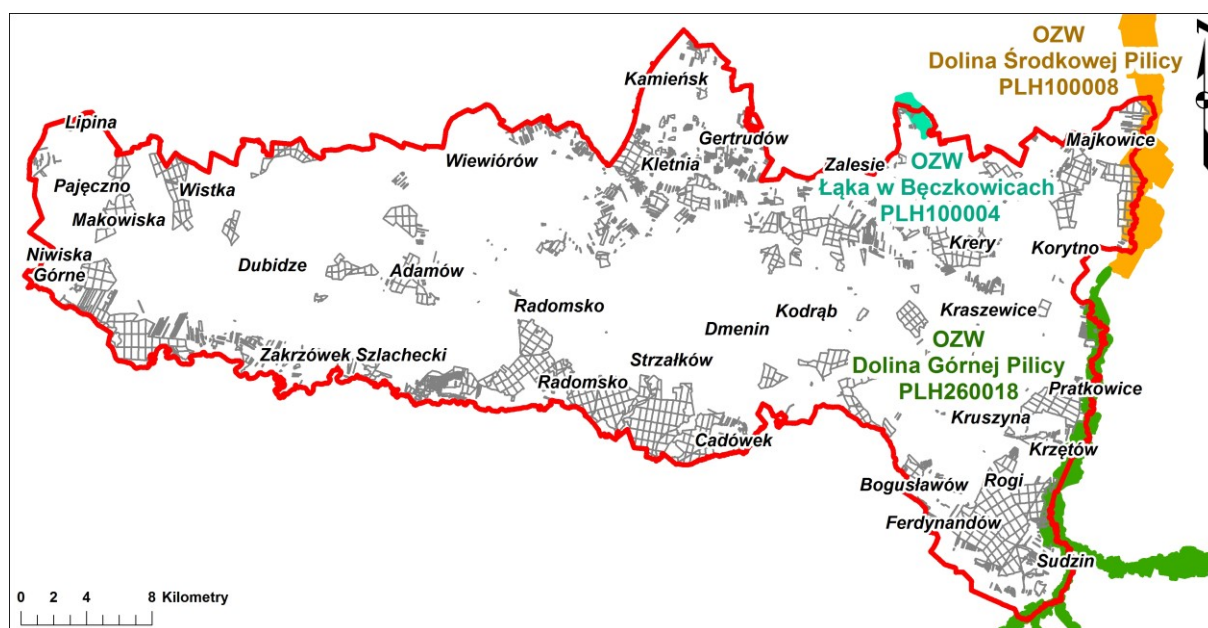 OZW
Dolina Środkowej Pilicy
PLH100008
Kamieńsk
Lipina
Majkowice
Gertrudów
Wiewiórów
Kletnia
Zalesie
OZW
Łąka w Bęczkowicach
PLH100004
Pajęczno
Wistka
Makowiska
Krery
Korytno
Niwiska
Górne
Dubidze
Adamów
Radomsko
Kodrąb
Kraszewice
Dmenin
OZW
Dolina Górnej Pilicy
PLH260018
Zakrzówek Szlachecki
Strzałków
Radomsko
Pratkowice
Kruszyna
Cadówek
Krzętów
Bogusławów
Rogi
Ferdynandów
Sudzin
0 2 4 8 Kilometry